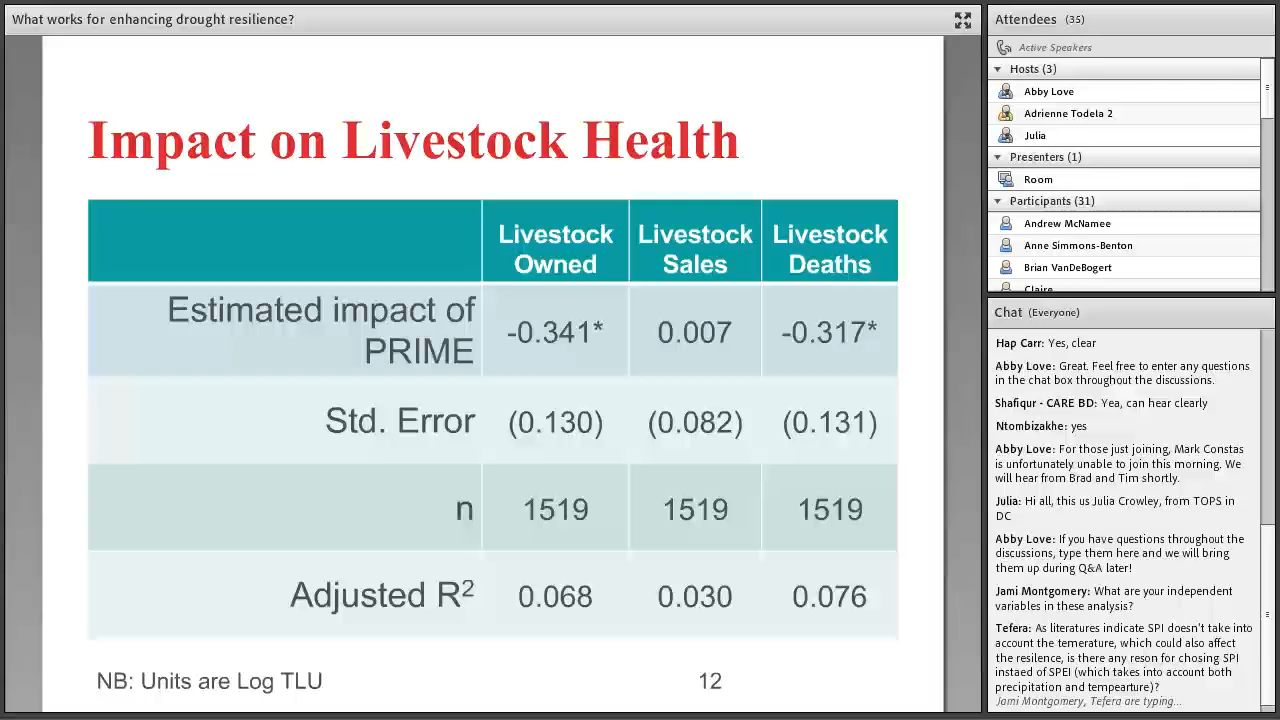 What works for enhancing drought resilience?
Impact on Livestock Health
Livestock Owned Livestock Sales Livestock Deaths
Estimated impact of PRIME -0.341* 0.007 -0.317*
Std. Error (0.130) (0.082) (0.131)
n 1519 1519 1519
Adjusted R² 0.068 0.030 0.076
NB: Units are Log TLU 12
Attendees (35)
Active Speakers
Hosts (3)
Abby Love
Adrienne Todela 2
Julia
Presenters (1)
Room
Participants (31)
Andrew McNamee
Anne Simmons-Benton
Brian VanDeBogert
Claire
Chat (Everyone)
Hap Carr: Yes, clear
Abby Love: Great. Feel free to enter any questions
in the chat box throughout the discussions.
Shafiqur - CARE BD: Yea, can hear clearly
Ntombizakhe: yes
Abby Love: For those just joining, Mark Constas
is unfortunately unable to join this morning. We
will hear from Brad and Tim shortly.
Julia: Hi all, this us Julia Crowley, from TOPS in
DC
Abby Love: If you have questions throughout the
discussions, type them here and we will bring
them up during Q&A later!
Jami Montgomery: What are your independent
variables in these analysis?
Tefera: As literatures indicate SPI doesn't take into
account the temerature, which could also affect
the resilence, is there any reson for chosing SPI
instaed of SPEI (which takes into account both
precipitation and tempearture)?
Jami Montgomery, Tefera are typing...